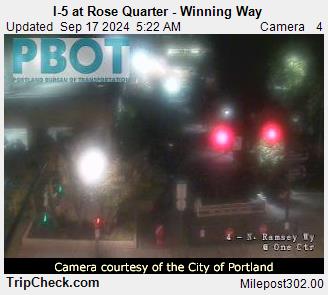 I-5 at Rose Quarter - Winning Way
Updated Sep 17 2024 5:22 AM Camera 4
PBOT
PORTLAND BUREAU OF TRANSPORTATION
4 - N. Ramsey Wy
@ One Ctr
Camera courtesy of the City of Portland
TripCheck.com Milepost302.00